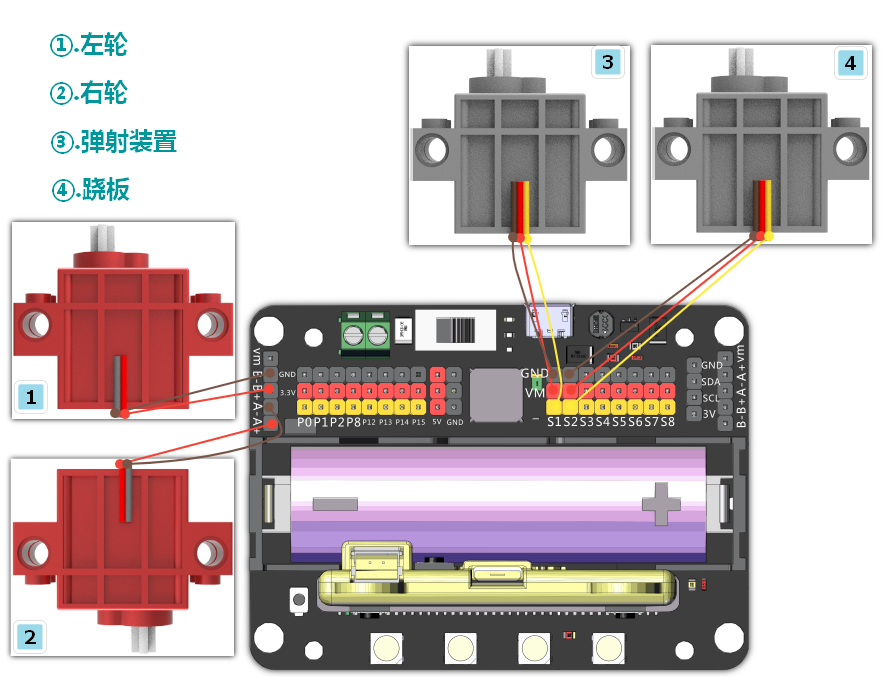 ①.左轮
②.右轮
③.弹射装置
④.跷板
3
4
1
2
vm B- B+A-A+
GND
3.3V
P0 P1 P2 P8 P12 P13 P14 P15 5V GND
GND
VM
S1 S2 S3 S4 S5 S6 S7 S8
GND
SDA
SCL
3V
B-B+A-A+vm